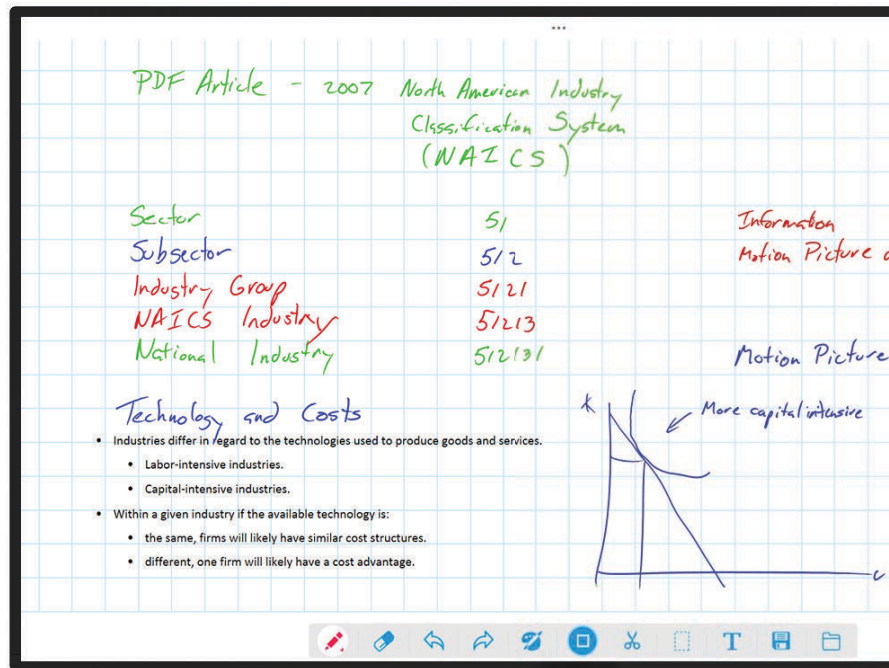 PDF Article - 2007 North American Industry
Classification System
(NAICS)
Sector 51 Information
Subsector 512 Motion Picture
Industry Group 5121
NAICS Industry 51213
National Industry 512131 Motion Picture
Technology and Costs
K
More capital intensive
• Industries differ in regard to the technologies used to produce goods and services.
• Labor-intensive industries.
• Capital-intensive industries.
• Within a given industry if the available technology is:
• the same, firms will likely have similar cost structures.
• different, one firm will likely have a cost advantage.
L
T